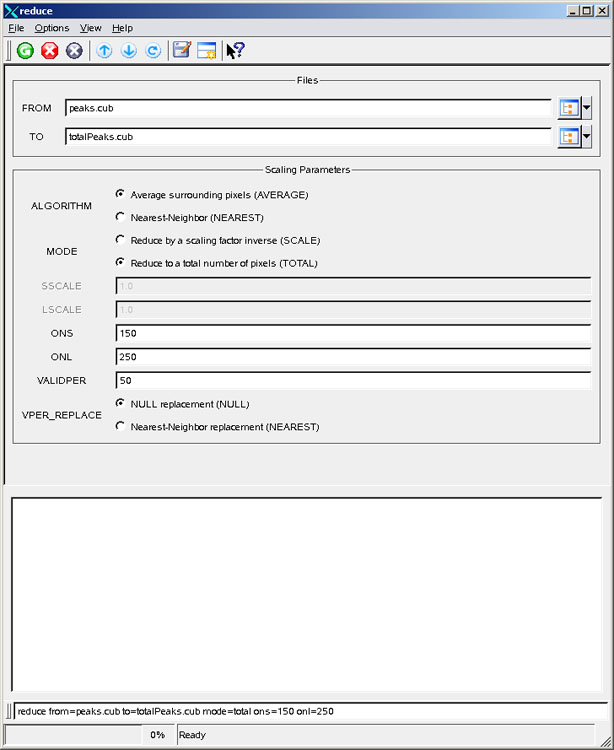 reduce
File Options View Help
Files
FROM peaks.cub
TO totalPeaks.cub
Scaling Parameters
ALGORITHM
Average surrounding pixels (AVERAGE)
Nearest-Neighbor (NEAREST)
MODE
Reduce by a scaling factor inverse (SCALE)
Reduce to a total number of pixels (TOTAL)
SSCALE 1.0
LSCALE 1.0
ONS 150
ONL 250
VALIDPER 50
VPER_REPLACE
NULL replacement (NULL)
Nearest-Neighbor replacement (NEAREST)
reduce from=peaks.cub to=totalPeaks.cub mode=total ons=150 onl=250
0% Ready